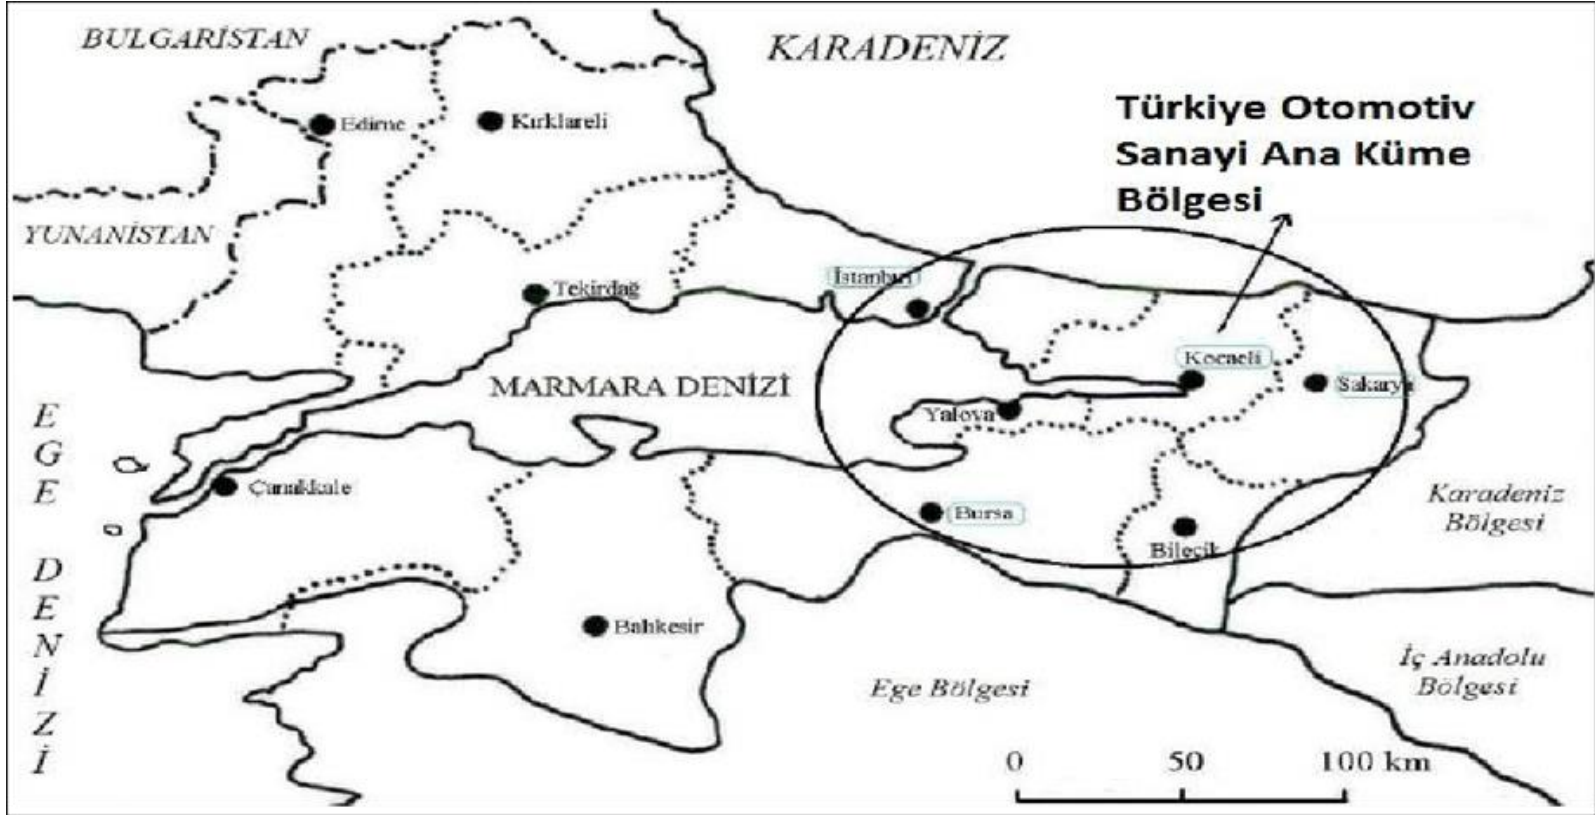 BULGARİSTAN
KARADENİZ
Türkiye Otomotiv
Sanayi Ana Küme
Bölgesi
Edirne
Kırklareli
YUNANİSTAN
Tekirdağ
İstanbul
Kocaeli
Sakarya
MARMARA DENİZİ
Yalova
EGE DENİZİ
Çanakkale
Bursa
Bilecik
Karadeniz
Bölgesi
Balıkesir
Ege Bölgesi
İç Anadolu
Bölgesi
0 50 100 km